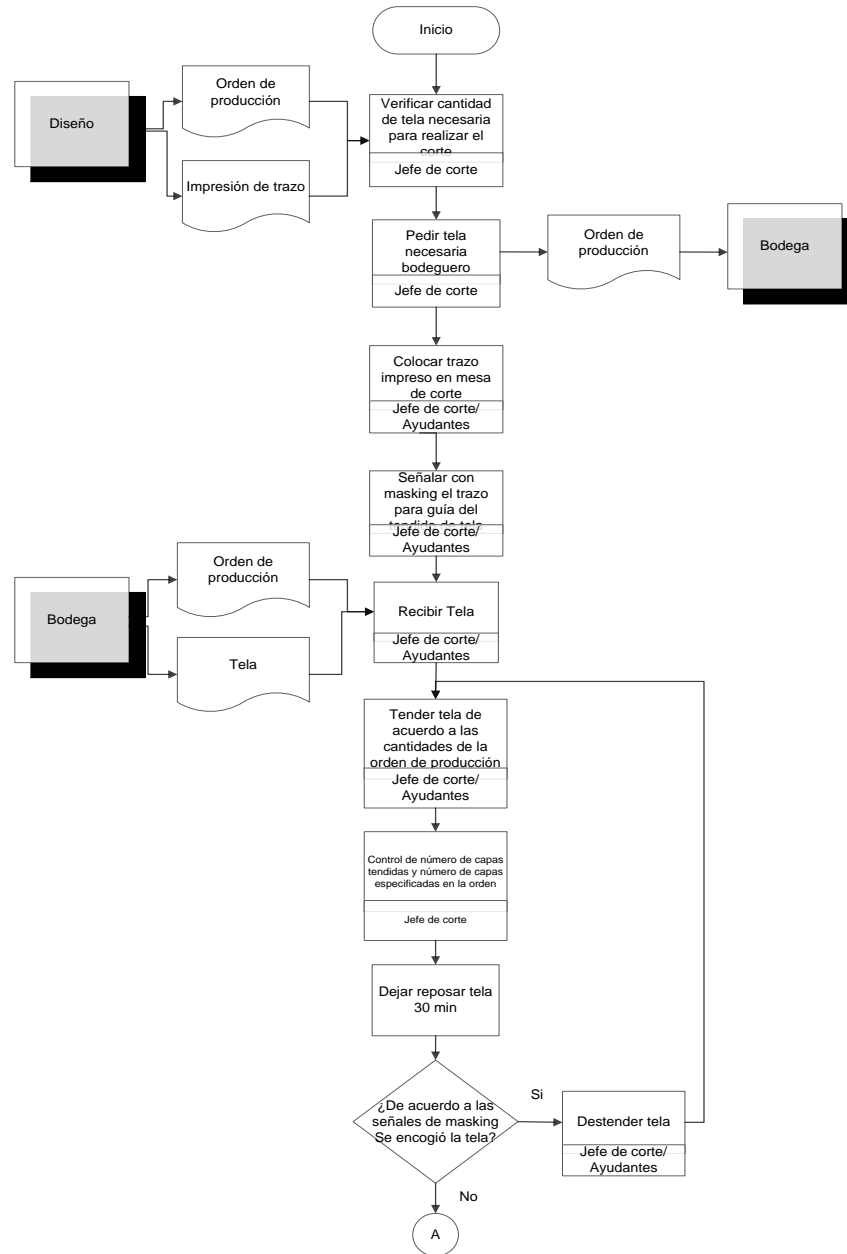 Inicio
Diseño
Orden de
producción
Impresión de trazo
Verificar cantidad
de tela necesaria
para realizar el
corte
Jefe de corte
Pedir tela
necesaria
bodeguero
Jefe de corte
Orden de
producción
Bodega
Colocar trazo
impreso en mesa
de corte
Jefe de corte/
Ayudantes
Señalar con
masking el trazo
para guía del
tendido de tela
Jefe de corte/
Ayudantes
Bodega
Orden de
producción
Tela
Recibir Tela
Jefe de corte/
Ayudantes
Tender tela de
acuerdo a las
cantidades de la
orden de producción
Jefe de corte/
Ayudantes
Control de número de capas
tendidas y número de capas
especificadas en la orden
Jefe de corte
Dejar reposar tela
30 min
¿De acuerdo a las
señales de masking
Se encogió la tela?
Si
Destender tela
Jefe de corte/
Ayudantes
No
A